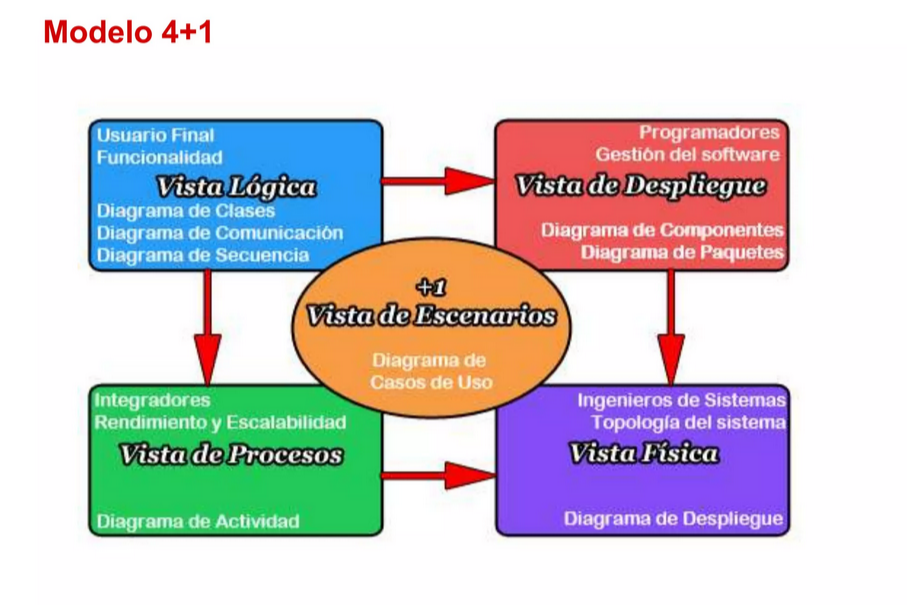 Modelo 4+1
Usuario Final
Funcionalidad
Vista Lógica
Diagrama de Clases
Diagrama de Comunicación
Diagrama de Secuencia
Programadores
Gestión del software
Vista de Despliegue
Diagrama de Componentes
Diagrama de Paquetes
+1
Vista de Escenarios
Diagrama de
Casos de Uso
Integradores
Rendimiento y Escalabilidad
Vista de Procesos
Diagrama de Actividad
Ingenieros de Sistemas
Topología del sistema
Vista Física
Diagrama de Despliegue